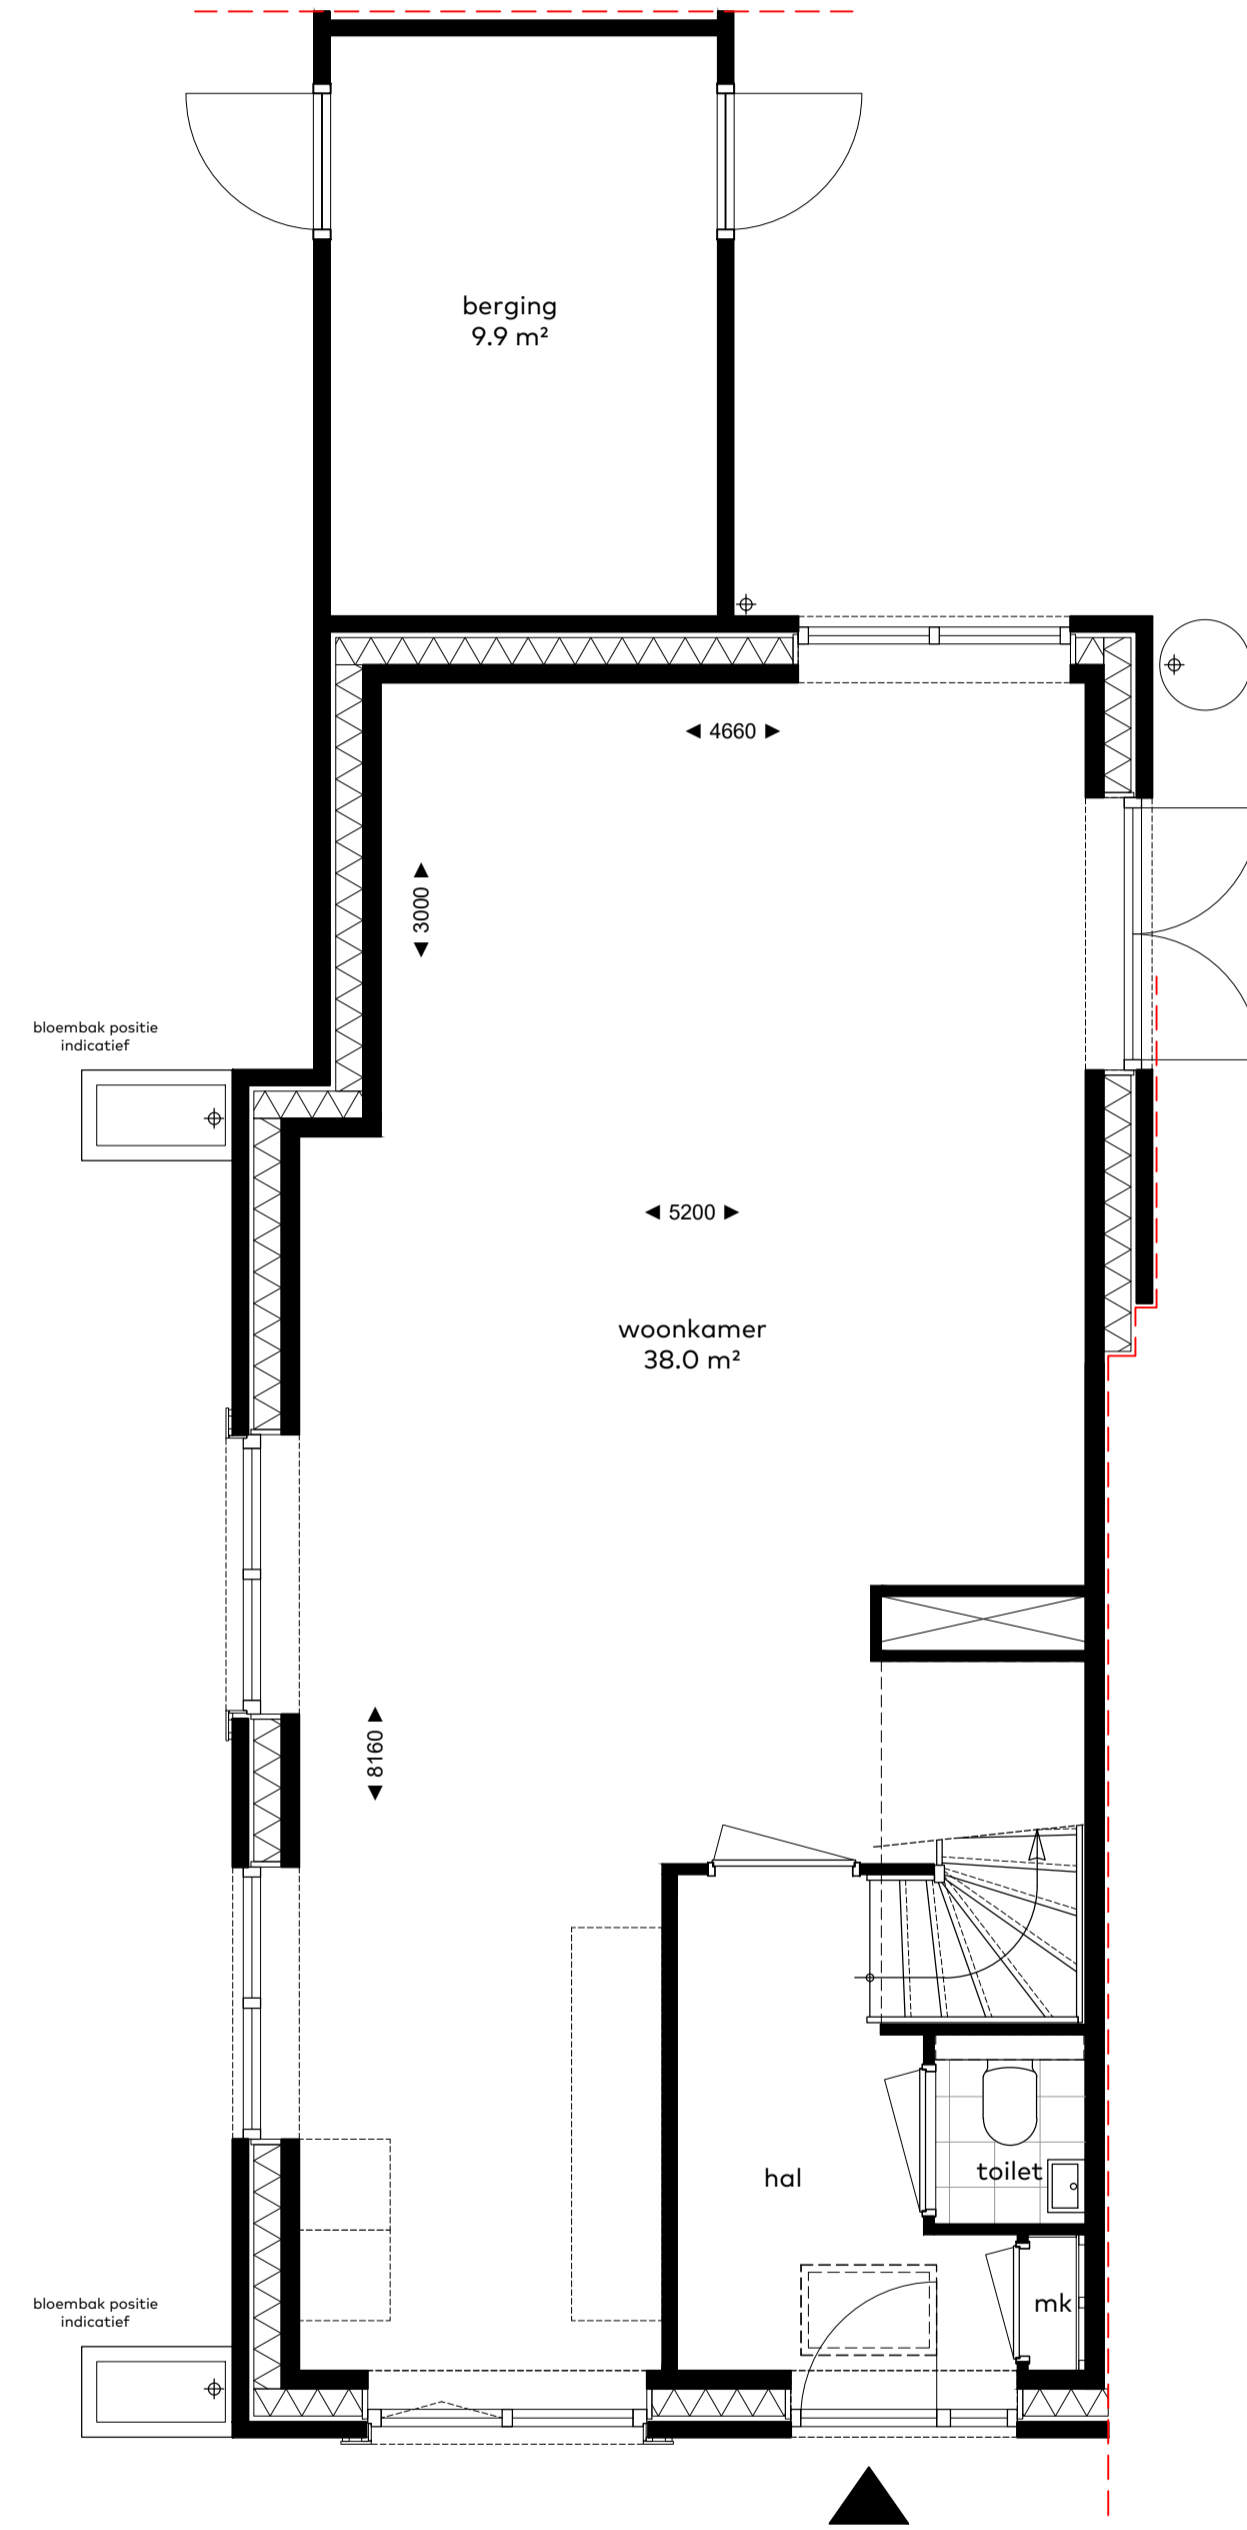 berging
9.9 m²
4660
3000
bloembak positie
indicatief
5200
woonkamer
38.0 m²
8160
hal
toilet
mk
bloembak positie
indicatief